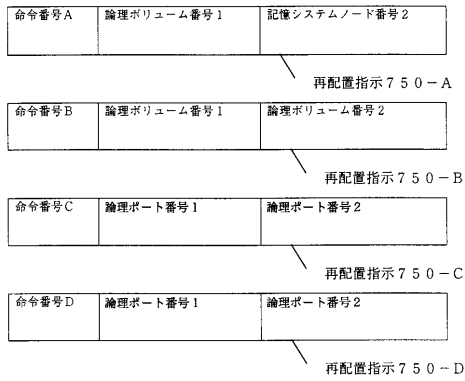 命令番号A 論理ボリューム番号1 記憶システムノード番号2
再配置指示750-A
命令番号B 論理ボリューム番号1 論理ボリューム番号2
再配置指示750-B
命令番号C 論理ポート番号1 論理ポート番号2
再配置指示750-C
命令番号D 論理ポート番号1 論理ポート番号2
再配置指示750-D